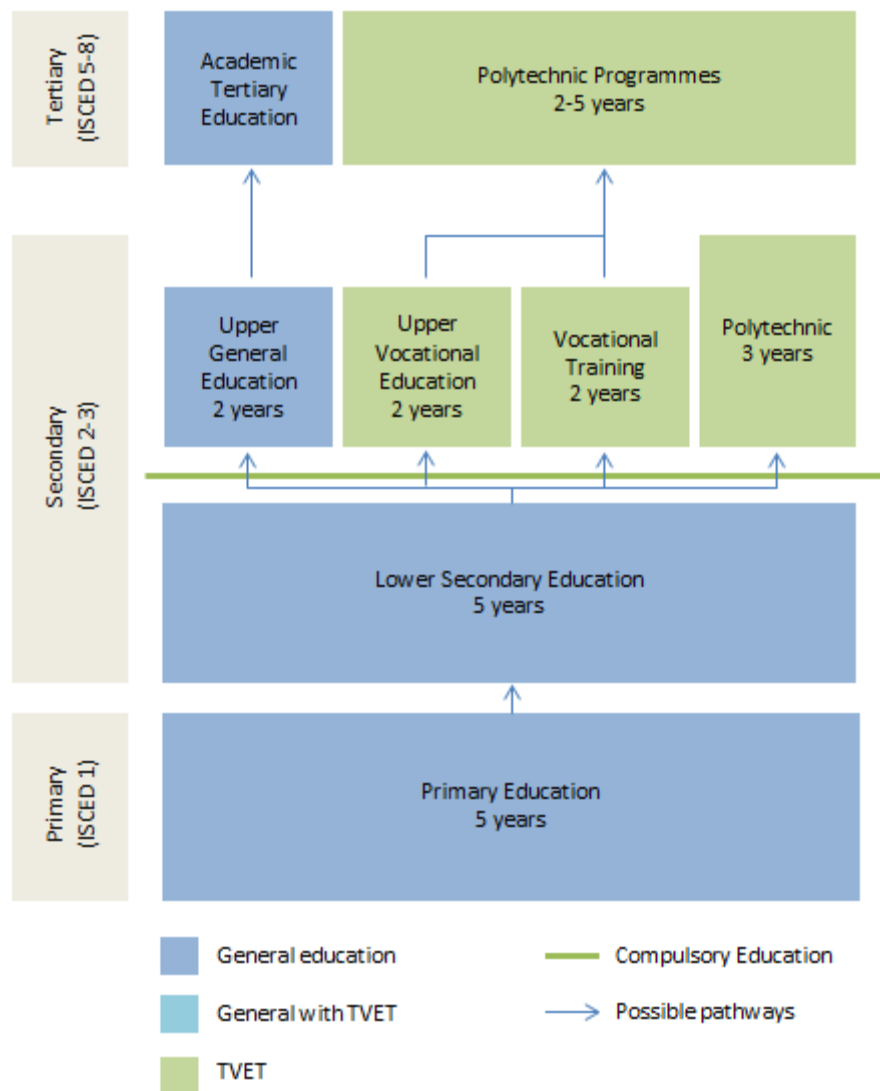 Tertiary
(ISCED 5-8)
Academic
Tertiary
Education
Polytechnic Programmes
2-5 years
Secondary
(ISCED 2-3)
Upper
General
Education
2 years
Upper
Vocational
Education
2 years
Vocational
Training
2 years
Polytechnic
3 years
Lower Secondary Education
5 years
Primary
(ISCED 1)
Primary Education
5 years
General education
General with TVET
TVET
Compulsory Education
Possible pathways